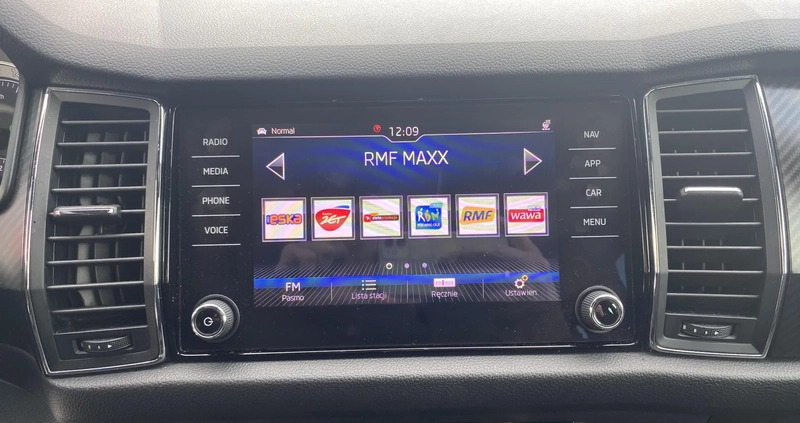 RADIO
MEDIA
PHONE
VOICE
Normal
12:09
RMF MAXX
eska
ZET
RMF
wawa
FM
Pasmo
Lista stacji
Ręcznie
Ustawien.
NAV
APP
CAR
MENU